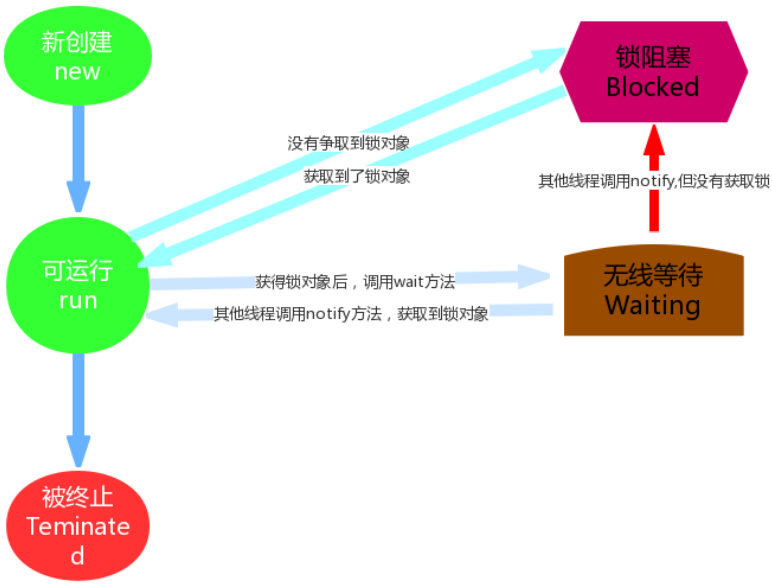 新创建
new
锁阻塞
Blocked
没有争取到锁对象
获取到了锁对象
其他线程调用notify,但没有获取锁
可运行
run
获得锁对象后，调用wait方法
其他线程调用notify方法，获取到锁对象
无线等待
Waiting
被终止
Teminate
d